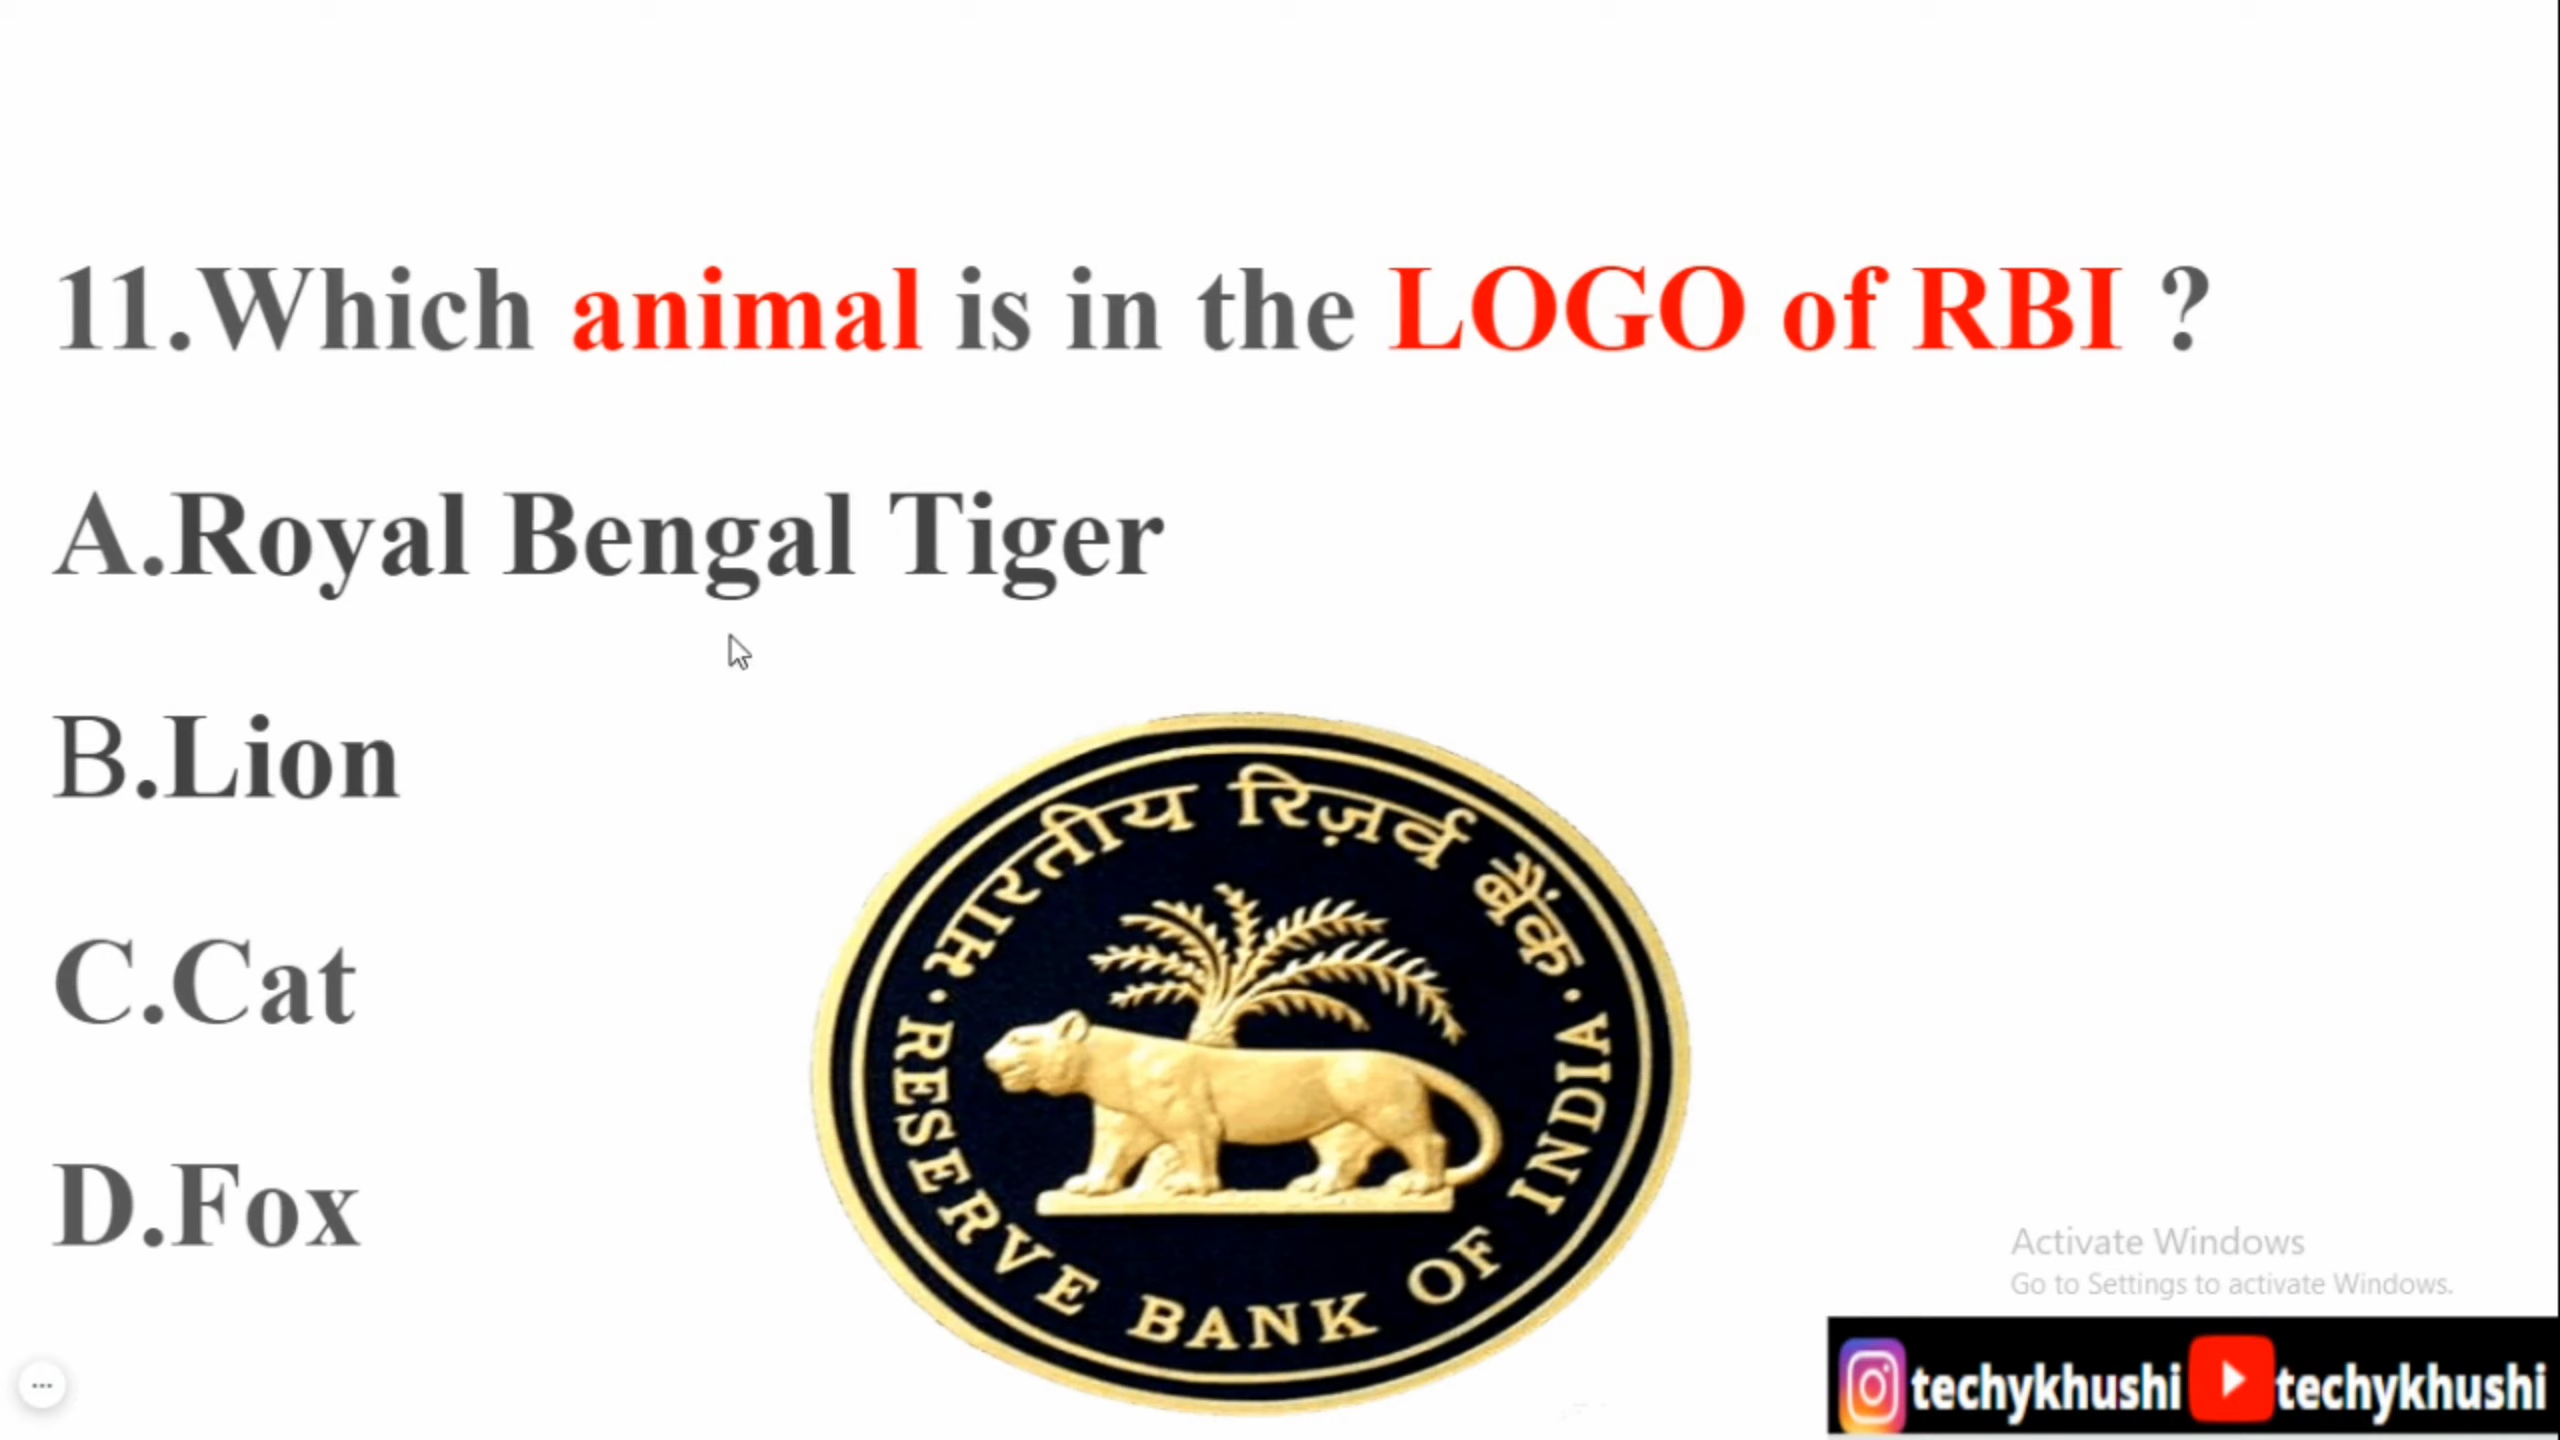 11.Which animal is in the LOGO of RBI ?
A.Royal Bengal Tiger
B.Lion
C.Cat
D.Fox
भारतीय रिज़र्व बैंक
RESERVE BANK OF INDIA
Activate Windows
Go to Settings to activate Windows.
techykhushi techykhushi